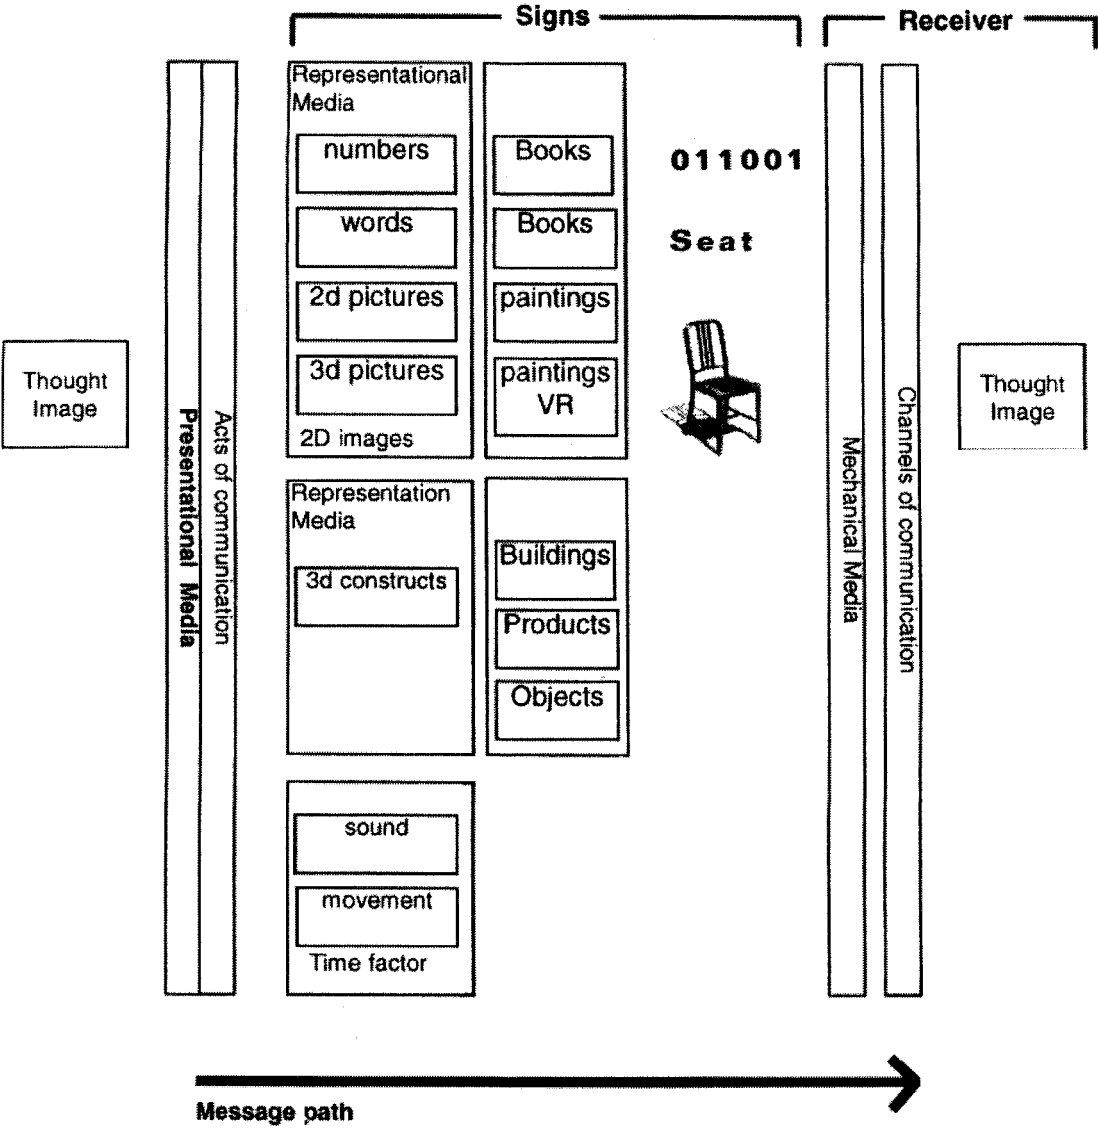 Signs
Receiver
Thought
Image
Presentational Media
Acts of communication
Representational
Media
numbers
words
2d pictures
3d pictures
2D images
Books
Books
paintings
paintings
VR
011001
Seat
Representation
Media
3d constructs
Buildings
Products
Objects
sound
movement
Time factor
Mechanical Media
Channels of communication
Thought
Image
Message path